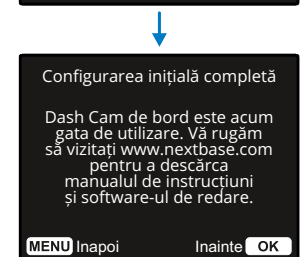 Configurarea inițială completă
Dash Cam de bord este acum
gata de utilizare. Vă rugăm
să vizitați www.nextbase.com
pentru a descărca
manualul de instrucțiuni
și software-ul de redare.
MENU Inapoi Inainte OK